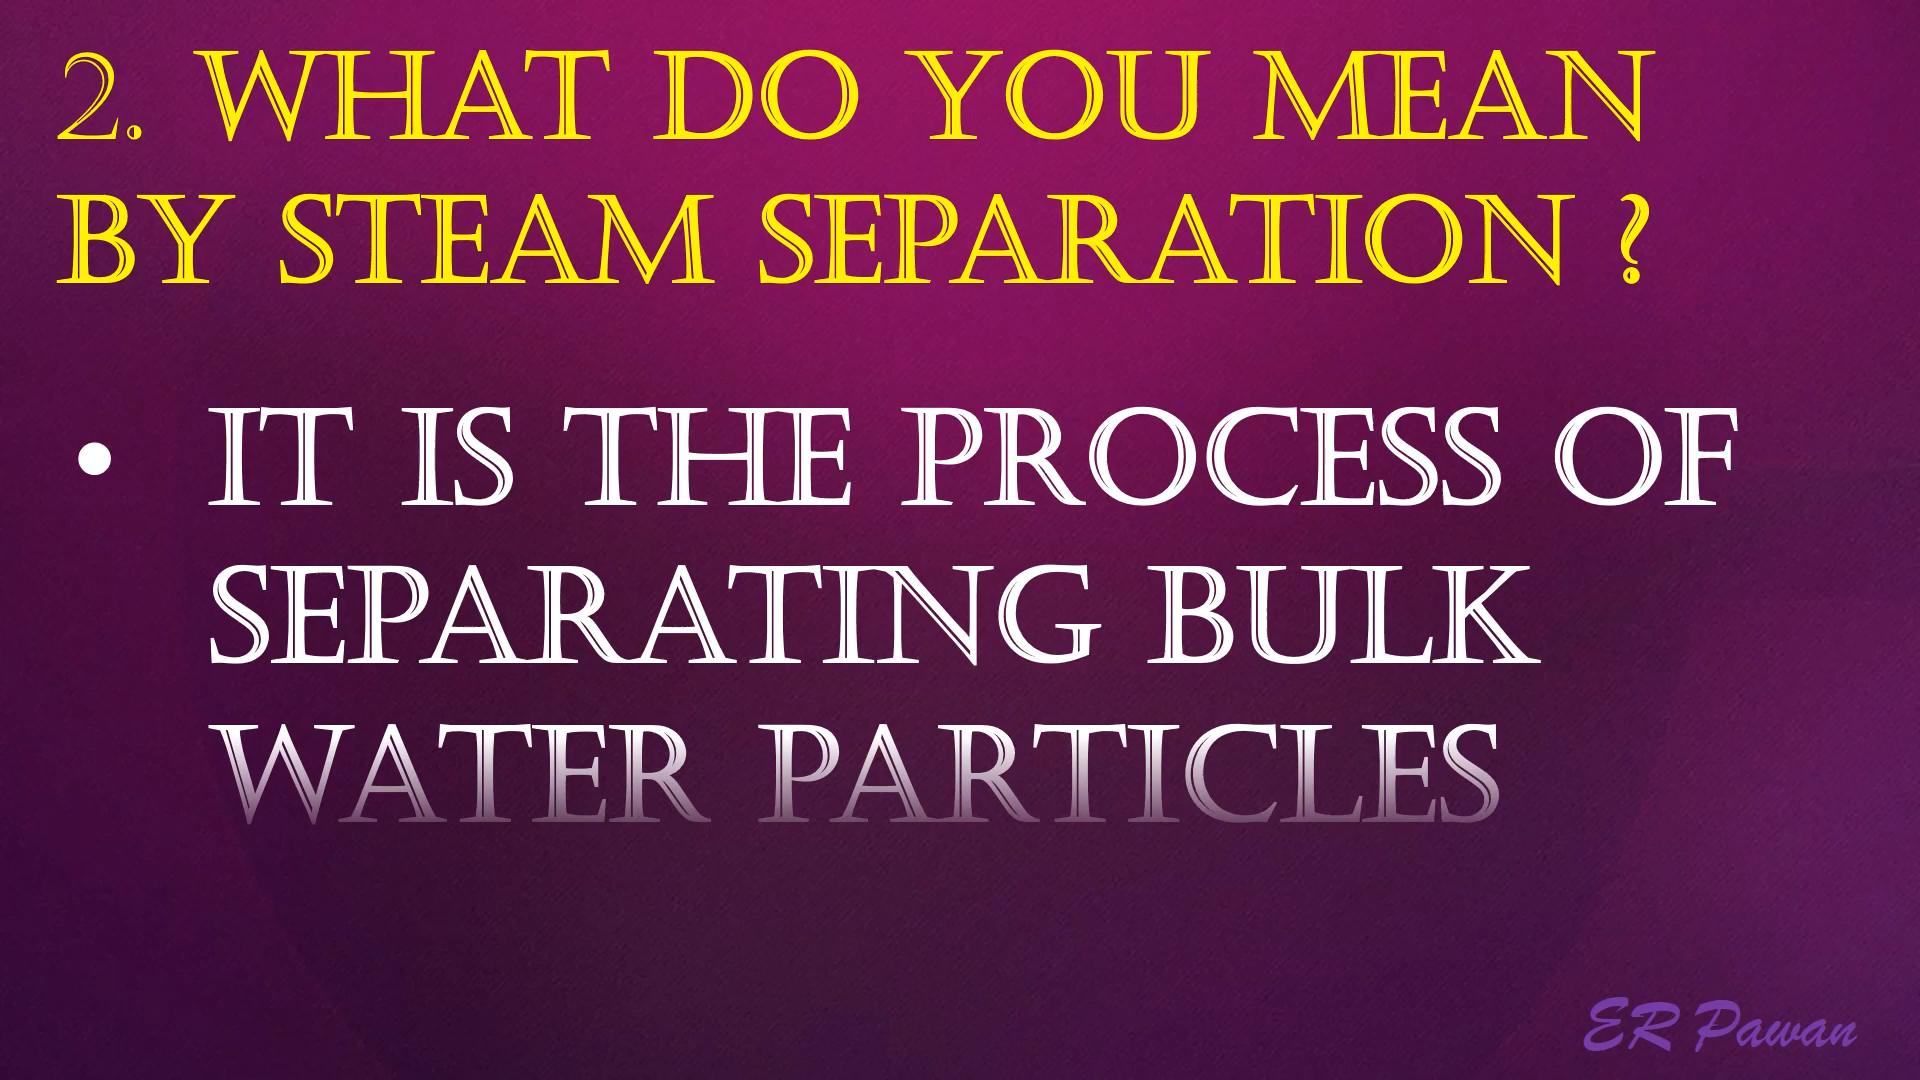 2. WHAT DO YOU MEAN
BY STEAM SEPARATION ?
• IT IS THE PROCESS OF
SEPARATING BULK
WATER PARTICLES
ER Pawan